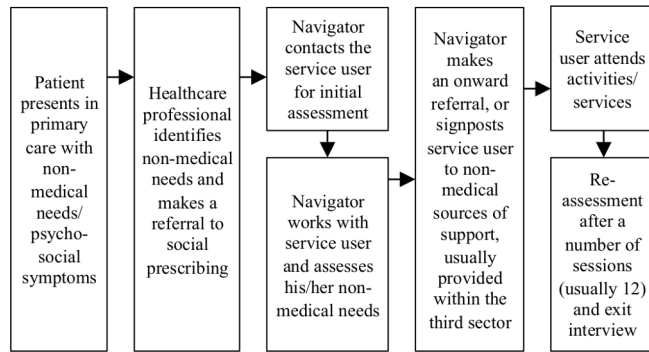 Patient
presents in
primary
care with
non-
medical
needs/
psycho-
social
symptoms
Healthcare
professional
identifies
non-medical
needs and
makes a
referral to
social
prescribing
Navigator
contacts the
service user
for initial
assessment
Navigator
works with
service user
and assesses
his/her non-
medical needs
Navigator
makes
an onward
referral, or
signposts
service user
to non-
medical
sources of
support,
usually
provided
within the
third sector
Service
user attends
activities/
services
Re-
assessment
after a
number of
sessions
(usually 12)
and exit
interview